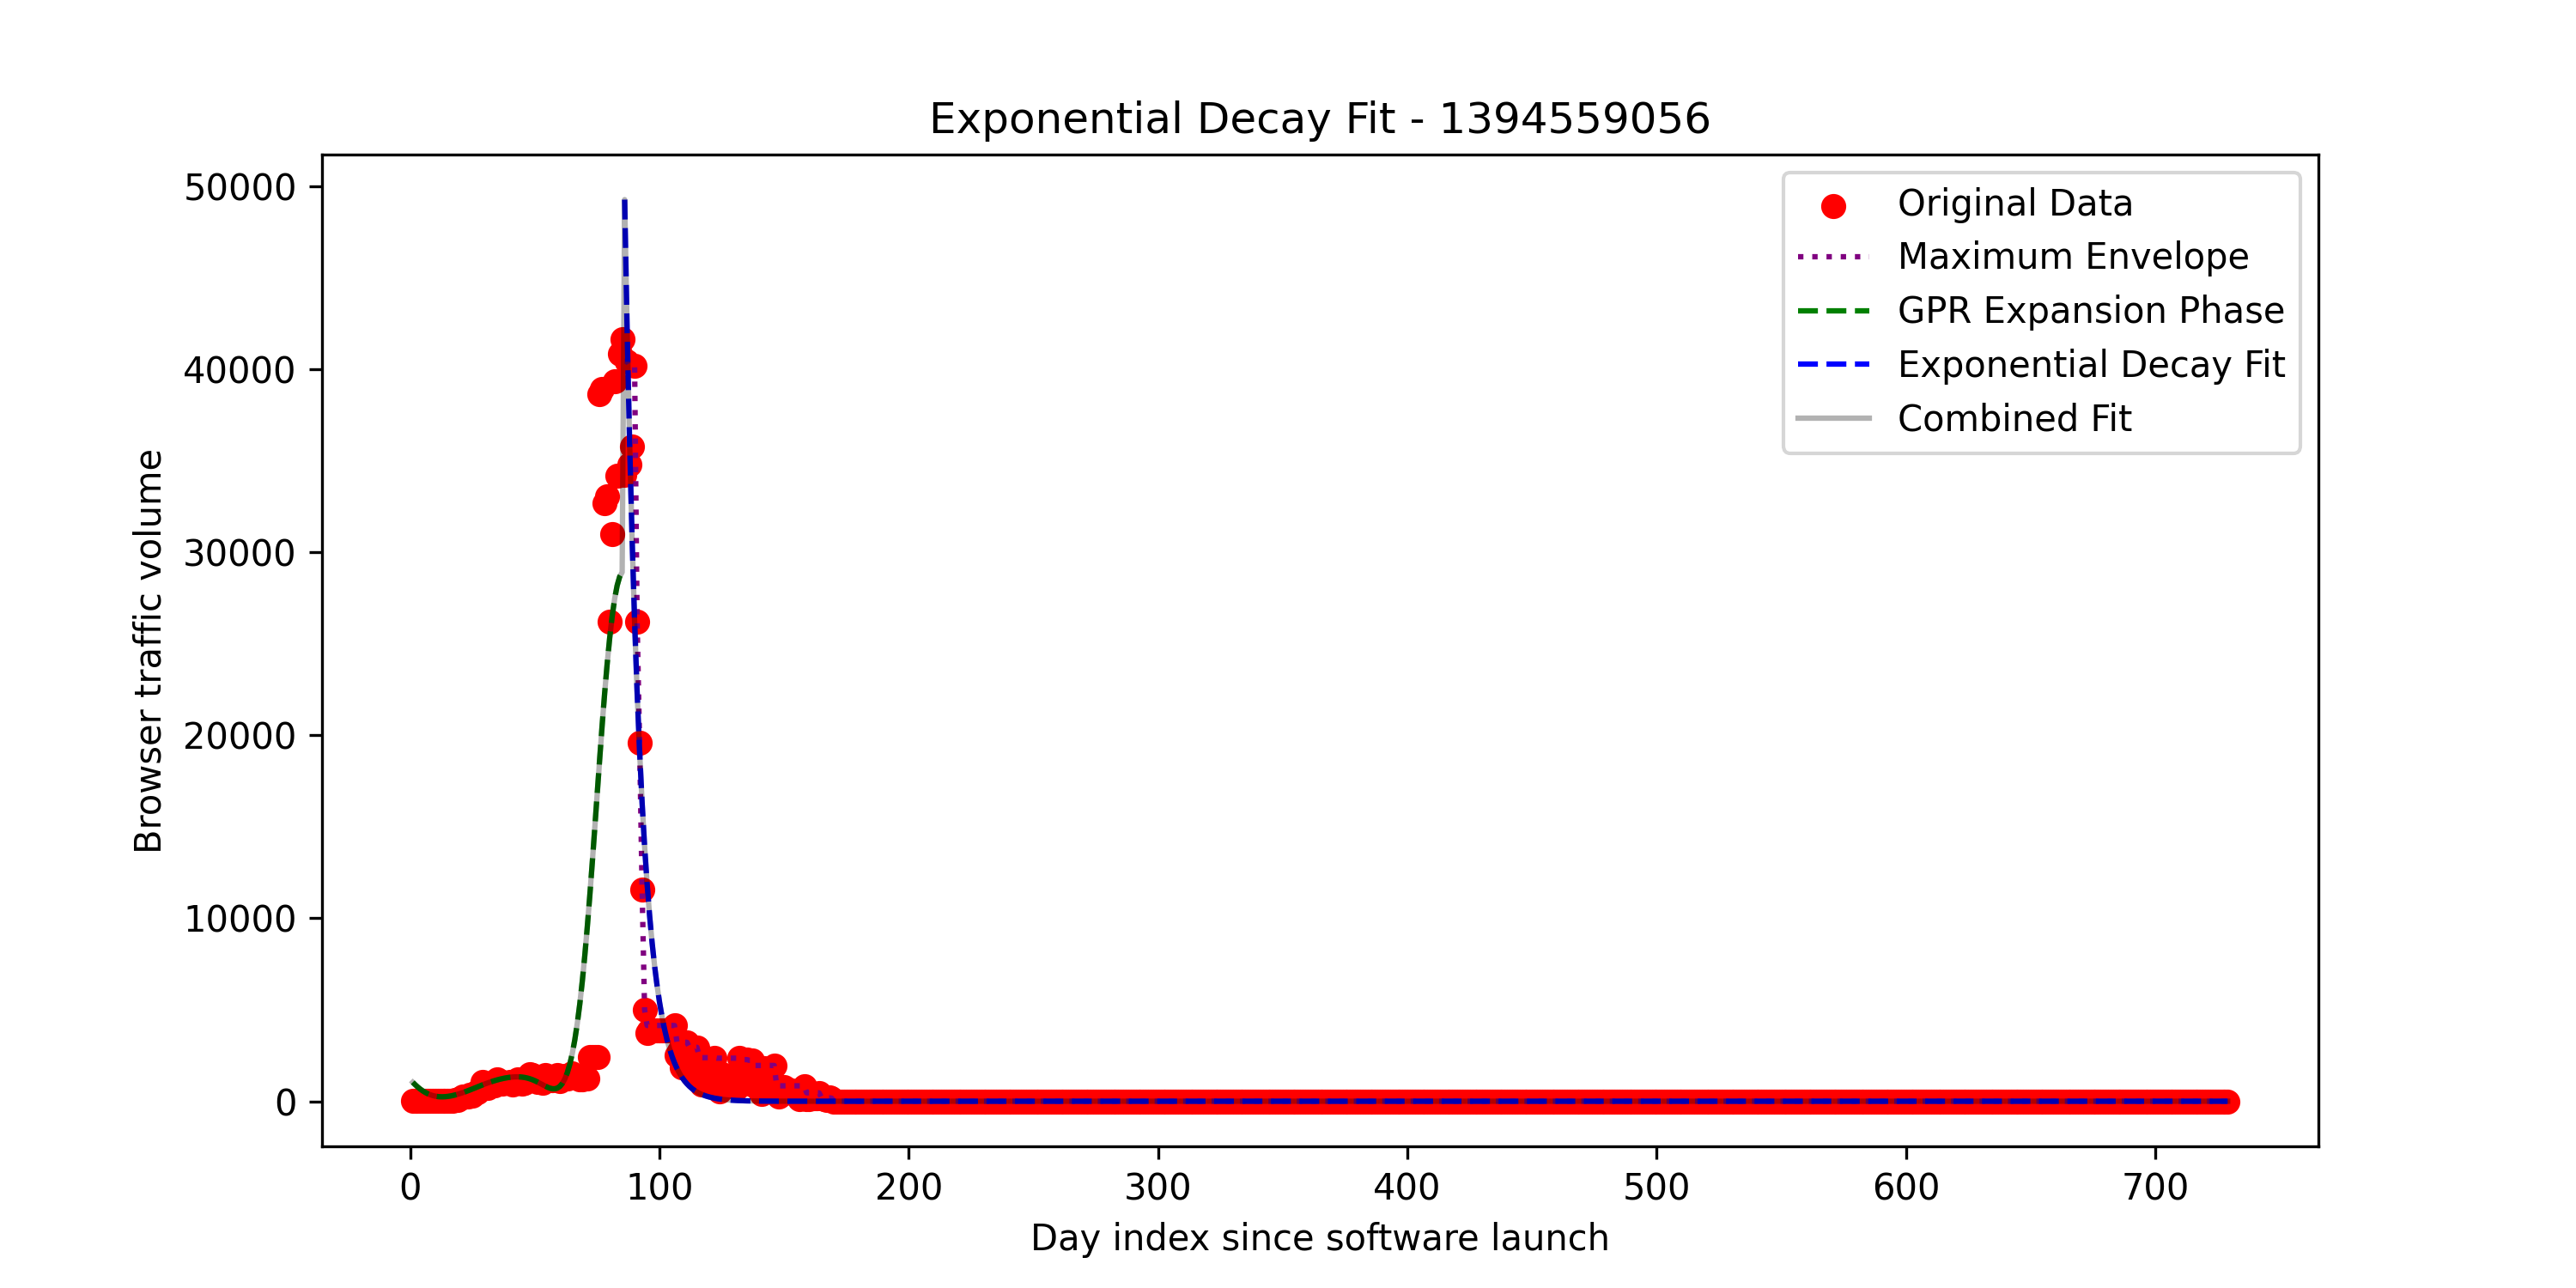 Exponential Decay Fit - 1394559056
Browser traffic volume
50000
40000
30000
20000
10000
0
Original Data
Maximum Envelope
GPR Expansion Phase
Exponential Decay Fit
Combined Fit
0 100 200 300 400 500 600 700
Day index since software launch